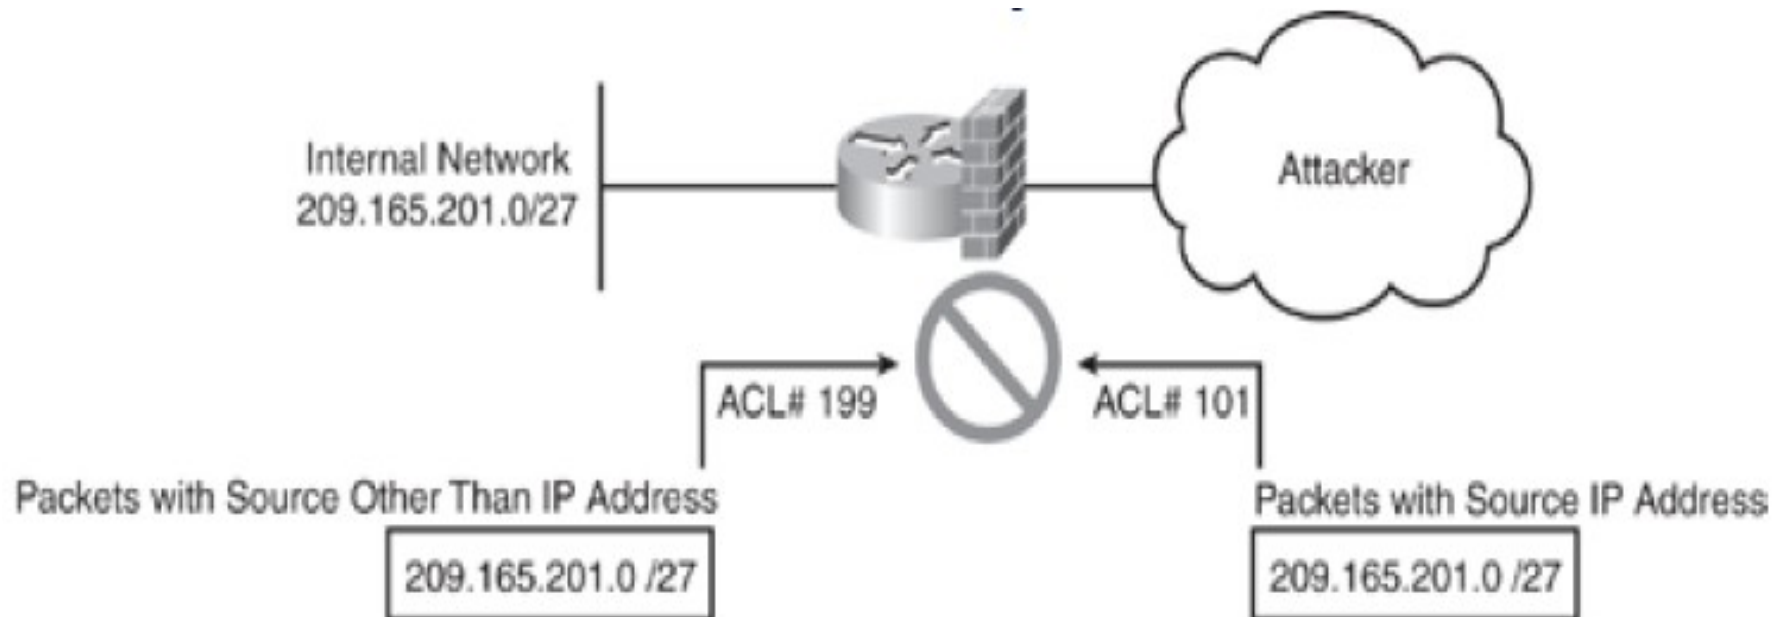 Internal Network
209.165.201.0/27
Attacker
ACL# 199
ACL# 101
Packets with Source Other Than IP Address
209.165.201.0 /27
Packets with Source IP Address
209.165.201.0 /27